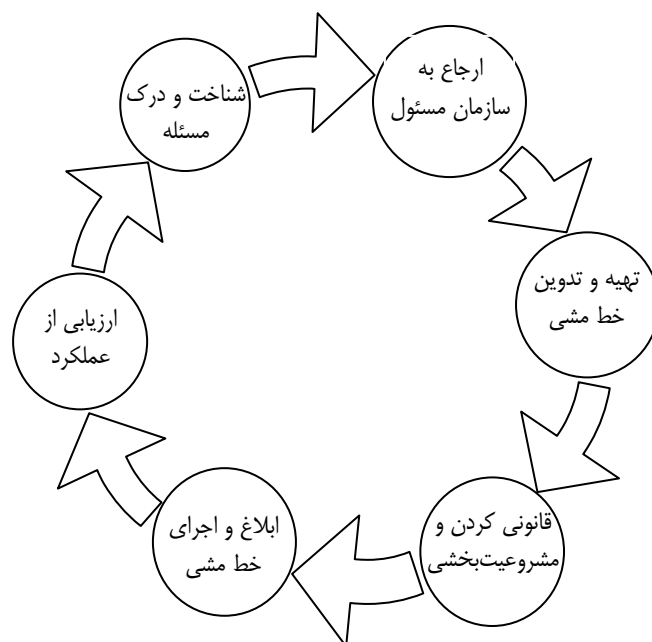 شناخت و درک
مسئله
ارجاع به
سازمان مسئول
تهیه و تدوین
خط مشی
قانونی کردن و
مشروعیت‌بخشی
ابلاغ و اجرای
خط مشی
ارزیابی از
عملکرد